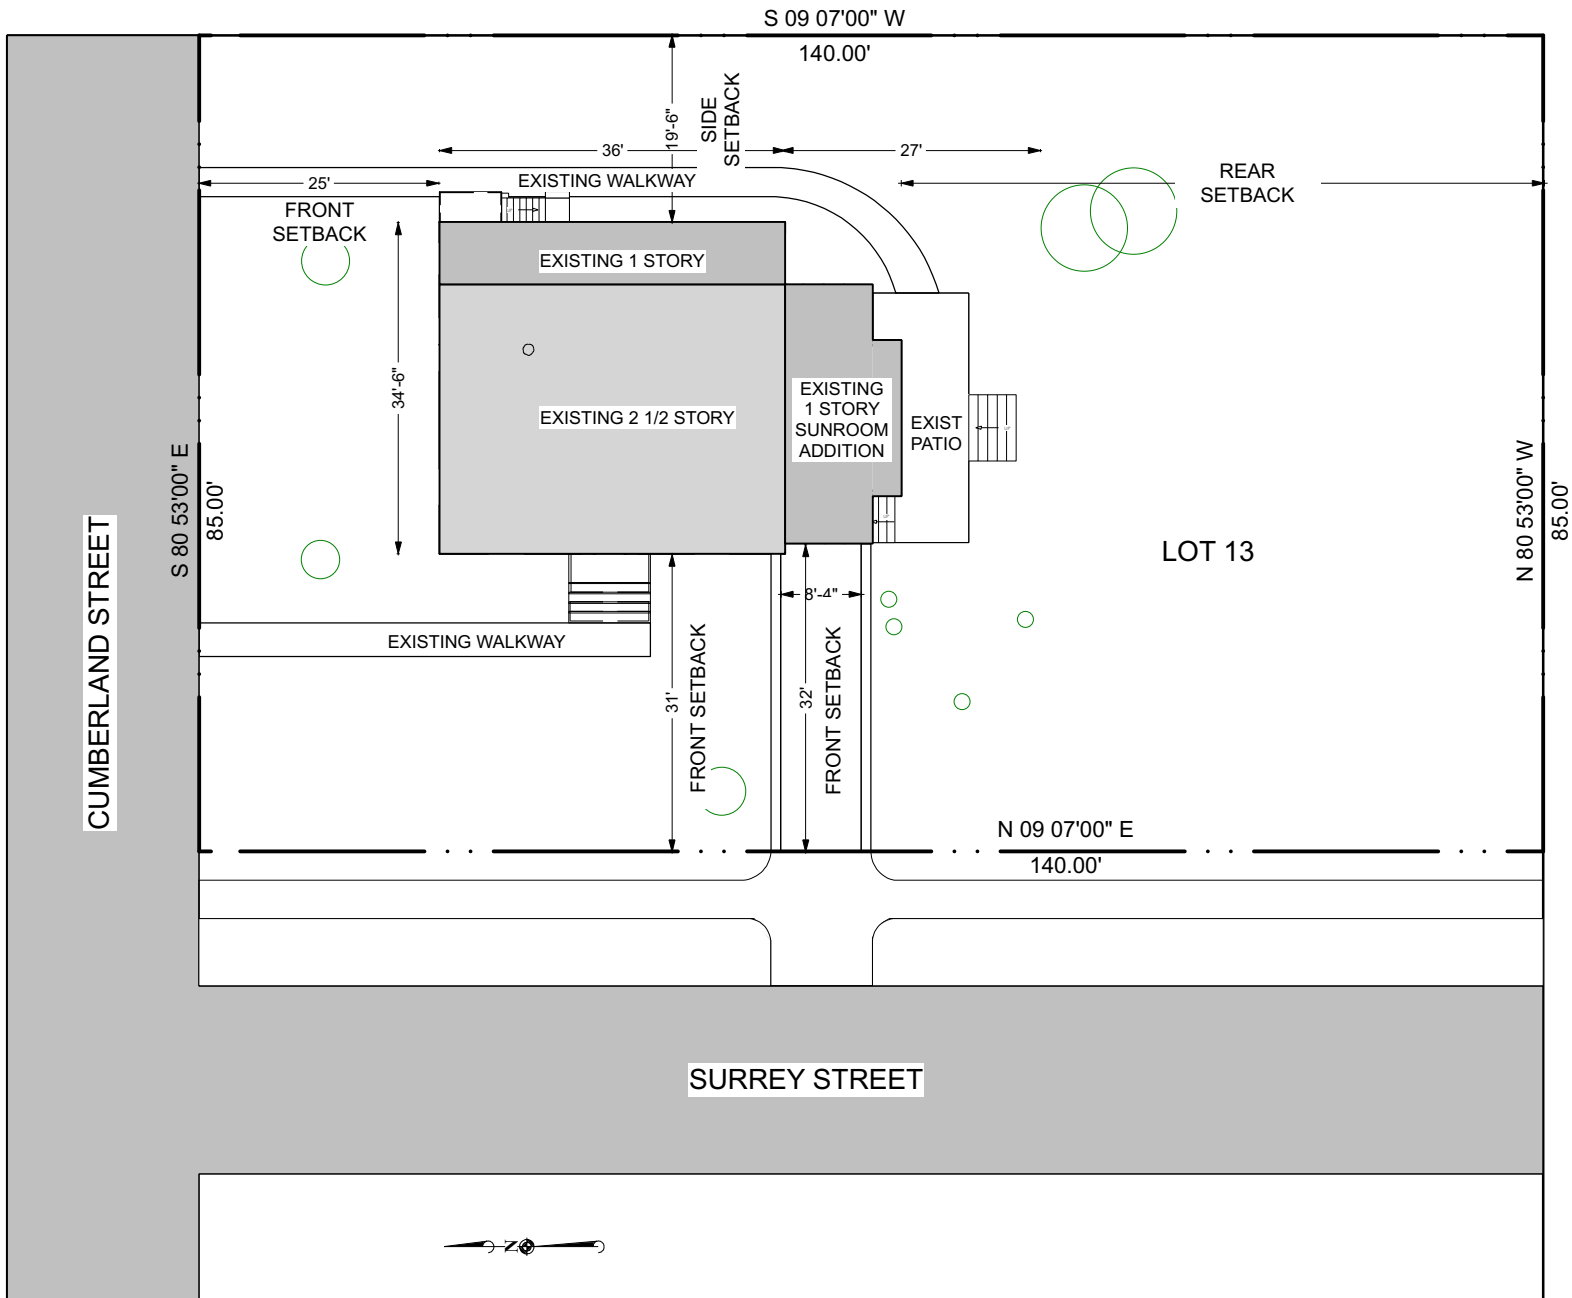 S 09 07'00" W
140.00'
19'-6"
SIDE
SETBACK
36'
27'
25'
EXISTING WALKWAY
REAR
SETBACK
FRONT
SETBACK
EXISTING 1 STORY
34'-6"
EXISTING 2 1/2 STORY
EXISTING
1 STORY
SUNROOM
ADDITION
EXIST
PATIO
S 80 53'00" E
85.00'
N 80 53'00" W
85.00'
CUMBERLAND STREET
LOT 13
8'-4"
EXISTING WALKWAY
31'
FRONT SETBACK
32'
FRONT SETBACK
N 09 07'00" E
140.00'
SURREY STREET
N